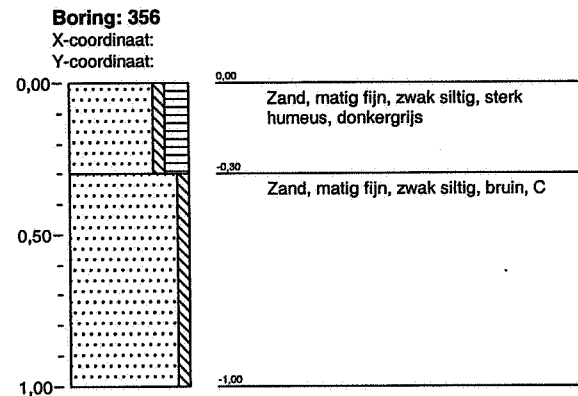 Boring: 356
X-coordinaat:
Y-coordinaat:
0,00
0,00
Zand, matig fijn, zwak siltig, sterk
humeus, donkergrijs
-0,30
Zand, matig fijn, zwak siltig, bruin, C
0,50
1,00
-1,00